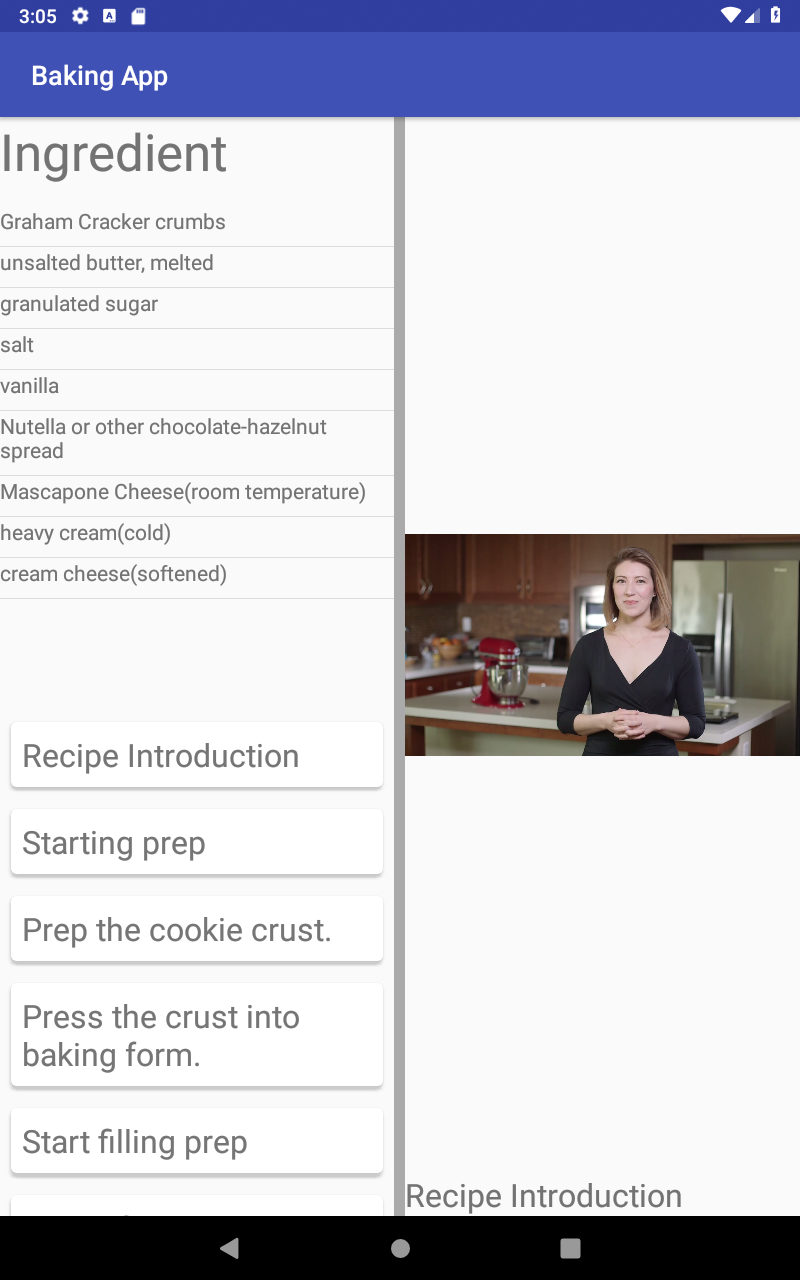 3:05
Baking App
Ingredient
Graham Cracker crumbs
unsalted butter, melted
granulated sugar
salt
vanilla
Nutella or other chocolate-hazelnut
spread
Mascapone Cheese(room temperature)
heavy cream(cold)
cream cheese(softened)
Recipe Introduction
Starting prep
Prep the cookie crust.
Press the crust into
baking form.
Start filling prep
Recipe Introduction